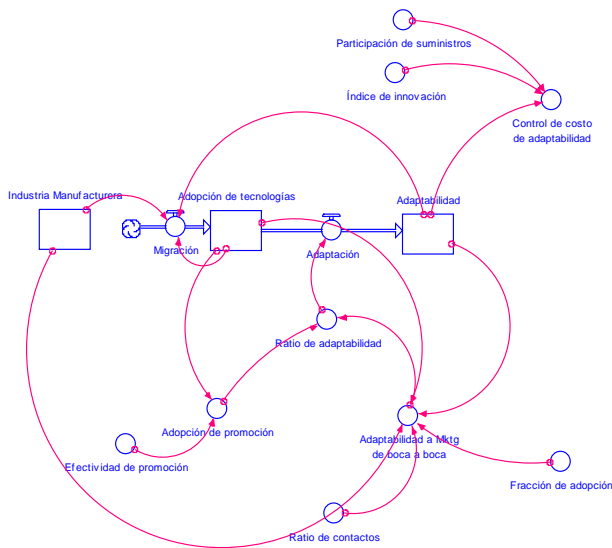 Participación de suministros
Índice de innovación
Control de costo
de adaptabilidad
Industria Manufacturera
Adopción de tecnologías
Adaptabilidad
Migración
Adaptación
Ratio de adaptabilidad
Adopción de promoción
Adaptabilidad a Mktg
de boca a boca
Efectividad de promoción
Fracción de adopción
Ratio de contactos